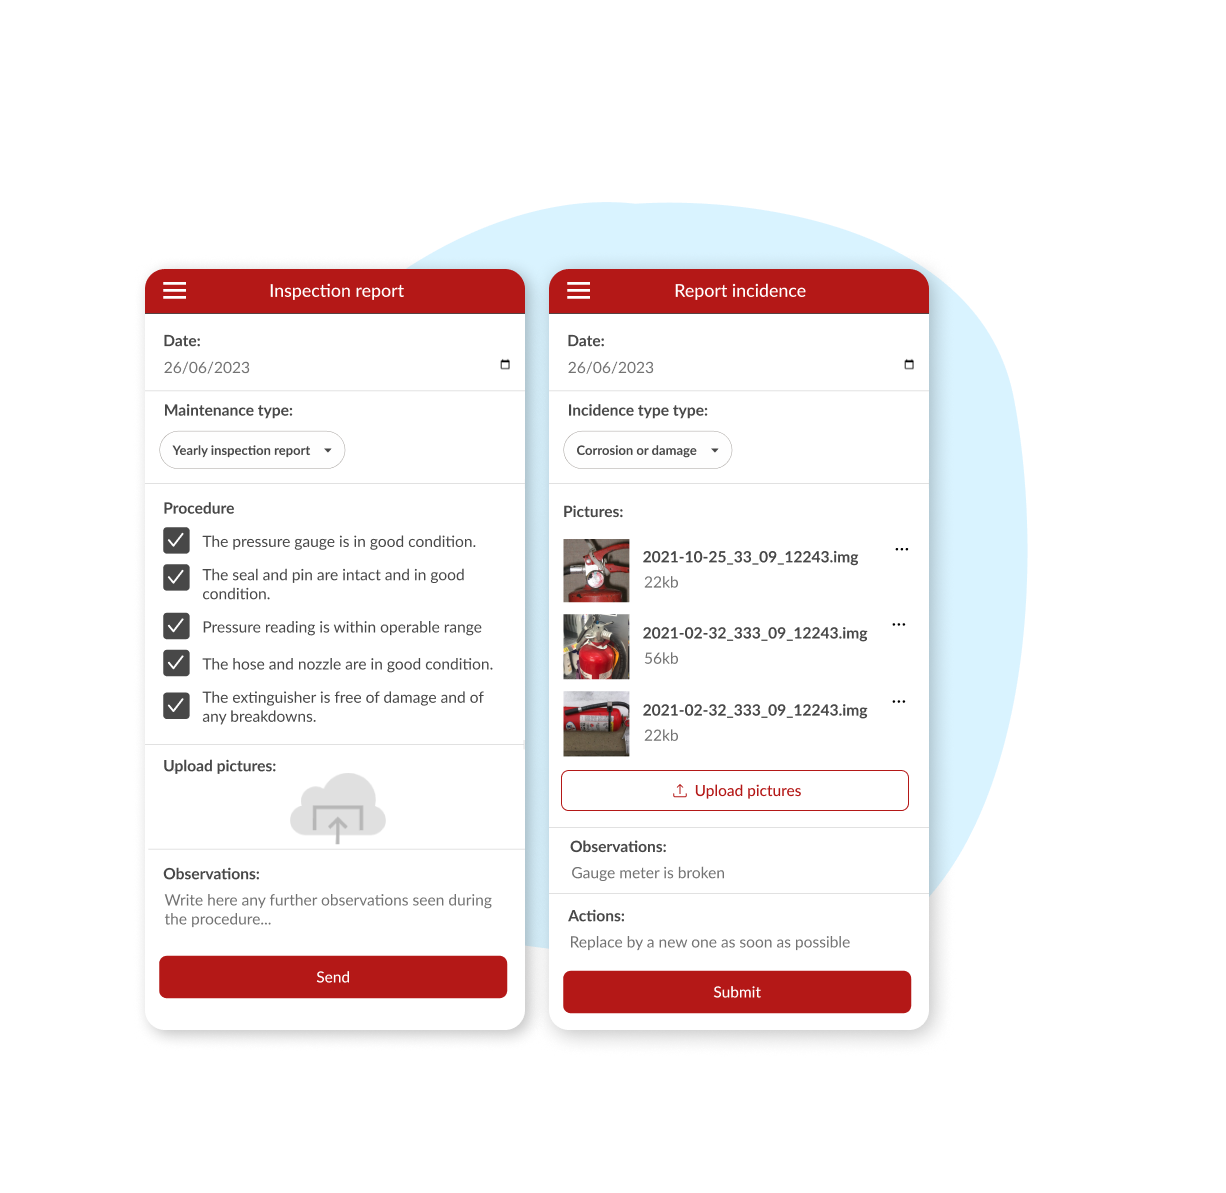 Inspection report
Date:
26/06/2023
Maintenance type:
Yearly inspection report
Procedure
The pressure gauge is in good condition.
The seal and pin are intact and in good
condition.
Pressure reading is within operable range
The hose and nozzle are in good condition.
The extinguisher is free of damage and of
any breakdowns.
Upload pictures:
Observations:
Write here any further observations seen during
the procedure...
Send
Report incidence
Date:
26/06/2023
Incidence type type:
Corrosion or damage
Pictures:
2021-10-25_33_09_12243.img
22kb
2021-02-32_333_09_12243.img
56kb
2021-02-32_333_09_12243.img
22kb
Upload pictures
Observations:
Gauge meter is broken
Actions:
Replace by a new one as soon as possible
Submit